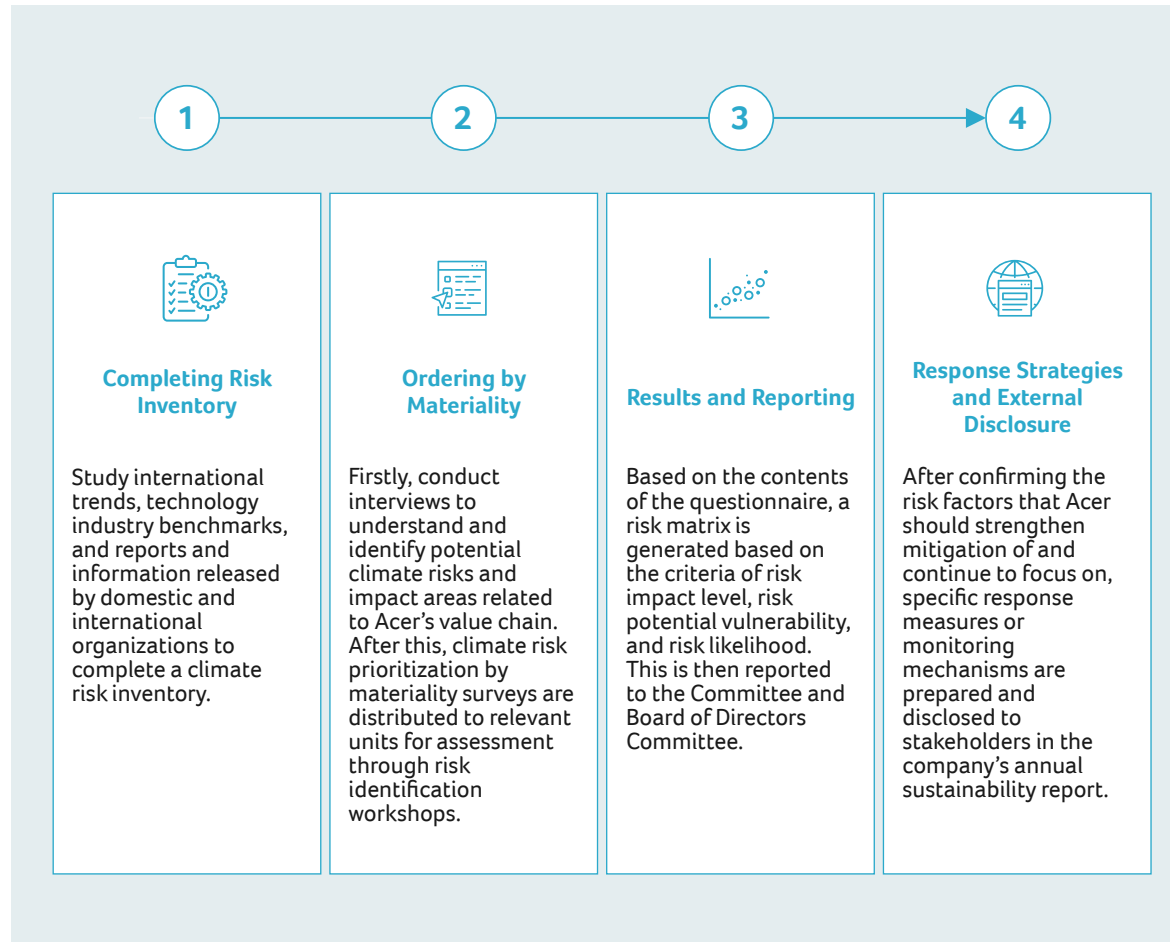 1
2
3
4
Completing Risk
Inventory
Study international
trends, technology
industry benchmarks,
and reports and
information released
by domestic and
international
organizations to
complete a climate
risk inventory.
Ordering by
Materiality
Firstly, conduct
interviews to
understand and
identify potential
climate risks and
impact areas related
to Acer’s value chain.
After this, climate risk
prioritization by
materiality surveys are
distributed to relevant
units for assessment
through risk
identification
workshops.
Results and Reporting
Based on the contents
of the questionnaire, a
risk matrix is
generated based on
the criteria of risk
impact level, risk
potential vulnerability,
and risk likelihood.
This is then reported
to the Committee and
Board of Directors
Committee.
Response Strategies
and External
Disclosure
After confirming the
risk factors that Acer
should strengthen
mitigation of and
continue to focus on,
specific response
measures or
monitoring
mechanisms are
prepared and
disclosed to
stakeholders in the
company’s annual
sustainability report.